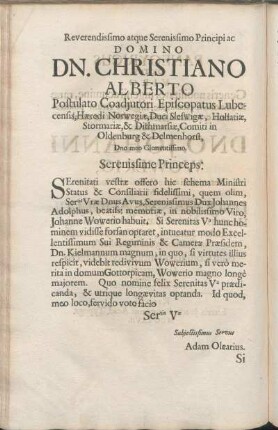 Reverendissimo atque Serenissimo Principi ac
DOMINO
DN. CHRISTIANO
ALBERTO
Postulato Coadjutori Episcopatus Lube-
censis, Hæredi Norwegiæ, Duci Slefwigæ, Holsatiæ,
Stormariæ, & Dithmarsiæ, Comiti in
Oldenburg & Delmenhorst,
Dno meo Clementissimo.
Serenissime Princeps.
SErenitati vestræ offero hic schema Ministri
Status & Consiliarii fidelissimi, quem olim,
Sertis Vræ Dnus Avus, Serenissimus Dux Johannes
Adolphus, beatiss. memoriæ, in nobilissimo Viro,
Johanne Wowerio habuit. Si Serenitas Va hunc ho-
minem vidisse forsan optaret, intueatur modo Excel-
lentissimum Sui Regiminis & Cameræ Præsidem,
Dn. Kielmannum magnum, in quo, si virtutes illius
respicit, videbit redivivum Wowerium, si verò me-
rita in domum Gottorpicam, Wowerio magno longè
majorem. Quo nomine felix Serenitas Va prædi-
canda, & utrique longævitas optanda. Id quod,
meo loco, fervido voto facio
Sertis Væ
Subjectissimus Servus
Adam Olearius.
Si